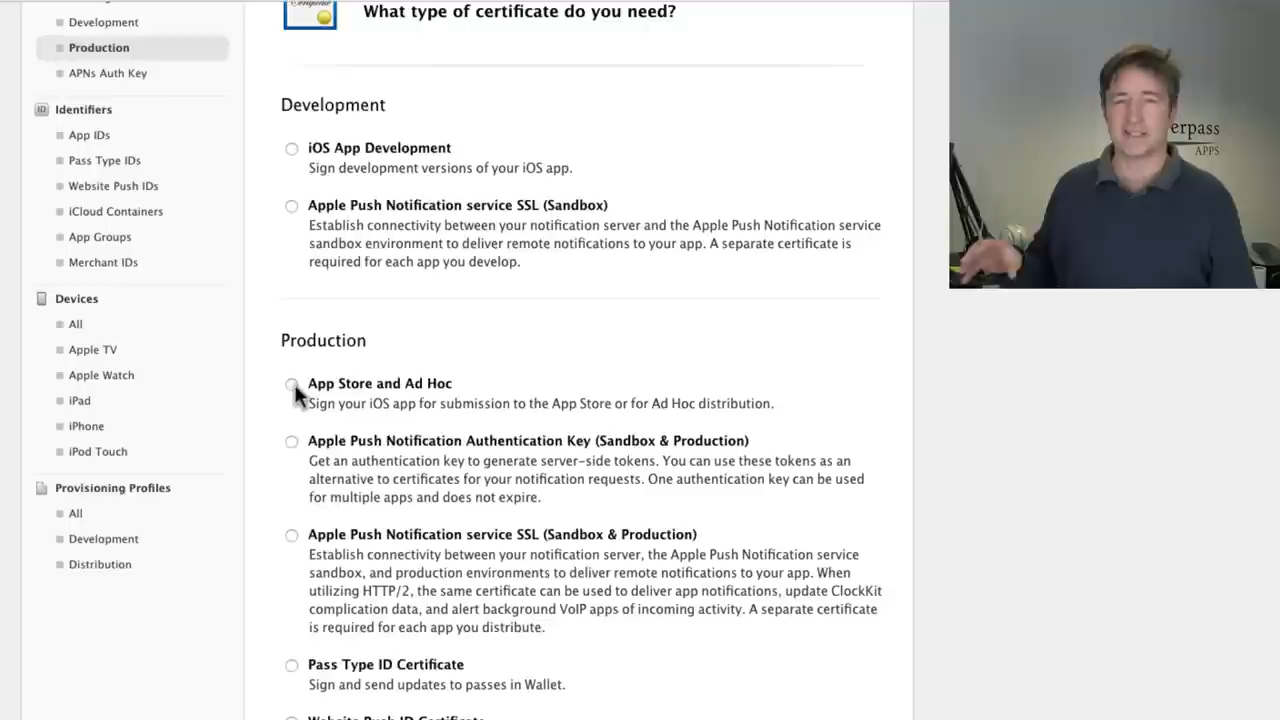 Development
Production
APNs Auth Key
Identifiers
App IDs
Pass Type IDs
Website Push IDs
iCloud Containers
App Groups
Merchant IDs
Devices
All
Apple TV
Apple Watch
iPad
iPhone
iPod Touch
Provisioning Profiles
All
Development
Distribution
What type of certificate do you need?
Development
iOS App Development
Sign development versions of your iOS app.
Apple Push Notification service SSL (Sandbox)
Establish connectivity between your notification server and the Apple Push Notification service
sandbox environment to deliver remote notifications to your app. A separate certificate is
required for each app you develop.
Production
App Store and Ad Hoc
Sign your iOS app for submission to the App Store or for Ad Hoc distribution.
Apple Push Notification Authentication Key (Sandbox & Production)
Get an authentication key to generate server-side tokens. You can use these tokens as an
alternative to certificates for your notification requests. One authentication key can be used
for multiple apps and does not expire.
Apple Push Notification service SSL (Sandbox & Production)
Establish connectivity between your notification server, the Apple Push Notification service
sandbox, and production environments to deliver remote notifications to your app. When
utilizing HTTP/2, the same certificate can be used to deliver app notifications, update ClockKit
complication data, and alert background VoIP apps of incoming activity. A separate certificate
is required for each app you distribute.
Pass Type ID Certificate
Sign and send updates to passes in Wallet.
Website Push ID Certificate
erpass
APPS